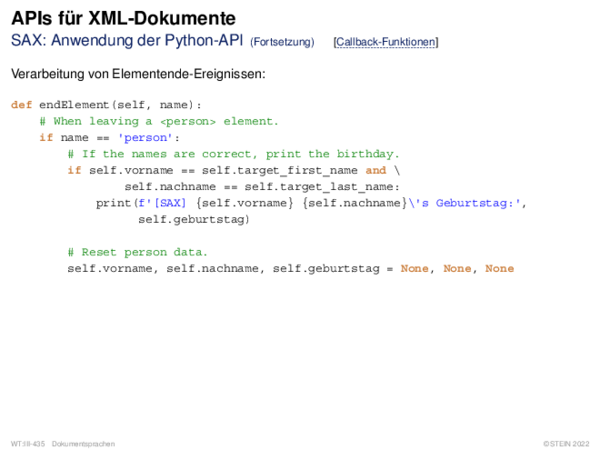 APIs für XML-Dokumente
SAX: Anwendung der Python-API (Fortsetzung) [Callback-Funktionen]
Verarbeitung von Elementende-Ereignissen:
def endElement(self, name):
    # When leaving a <person> element.
    if name == 'person':
        # If the names are correct, print the birthday.
        if self.vorname == self.target_first_name and \
                self.nachname == self.target_last_name:
            print(f'[SAX] {self.vorname} {self.nachname}\'s Geburtstag:',
                  self.geburtstag)
        # Reset person data.
        self.vorname, self.nachname, self.geburtstag = None, None, None
WT:III-435 Dokumentsprachen ©STEIN 2022